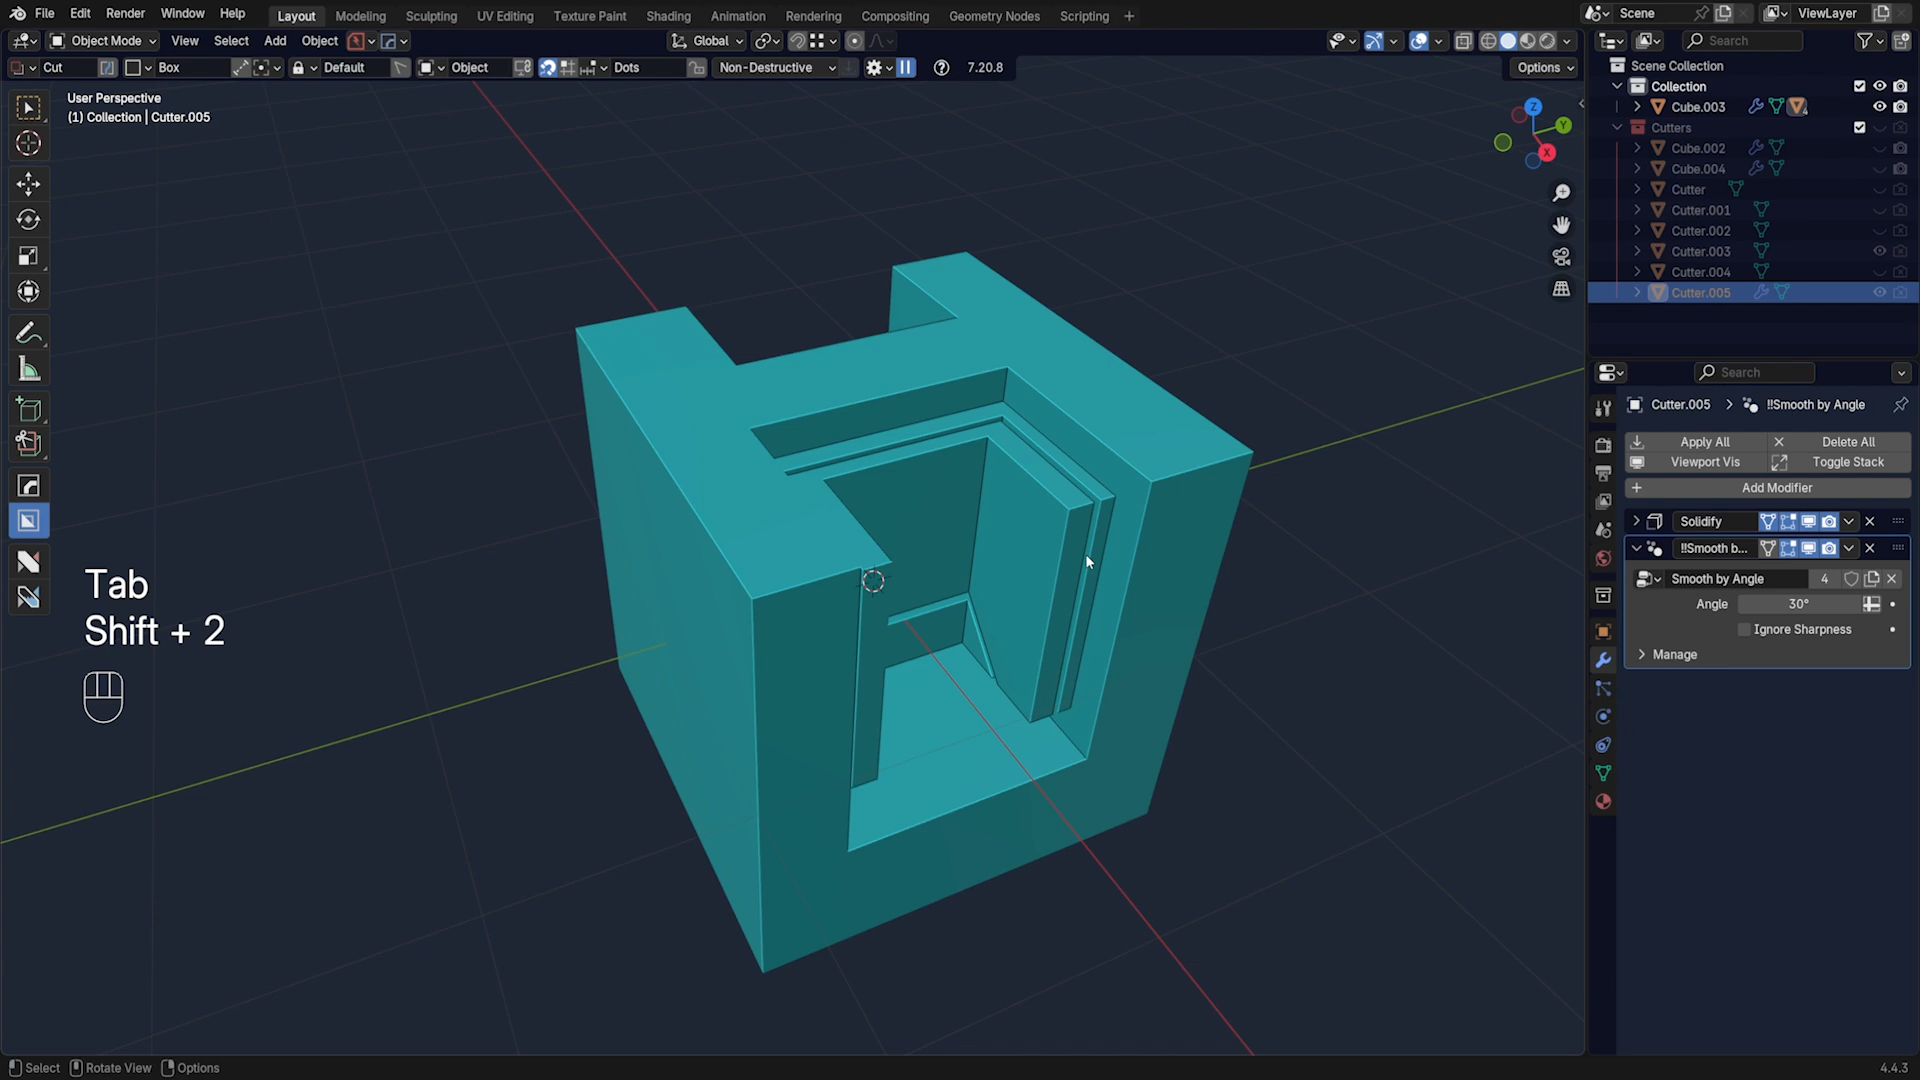 File Edit Render Window Help Layout Modeling Sculpting UV Editing Texture Paint Shading Animation Rendering Compositing Geometry Nodes Scripting + Scene ViewLayer
Object Mode View Select Add Object Global Search
Cut Box Default Object Dots Non-Destructive 7.20.8 Options
User Perspective
(1) Collection | Cutter.005
Z
Y
X
Scene Collection
Collection
Cube.003
4
Cutters
Cube.002
Cube.004
Cutter
Cutter.001
Cutter.002
Cutter.003
Cutter.004
Cutter.005
Search
Cutter.005 > !!Smooth by Angle
Apply All Delete All
Viewport Vis Toggle Stack
Add Modifier
Solidify
!!Smooth b...
Smooth by Angle 4
Angle 30°
Ignore Sharpness
Manage
Tab
Shift + 2
Select Rotate View Options 4.4.3